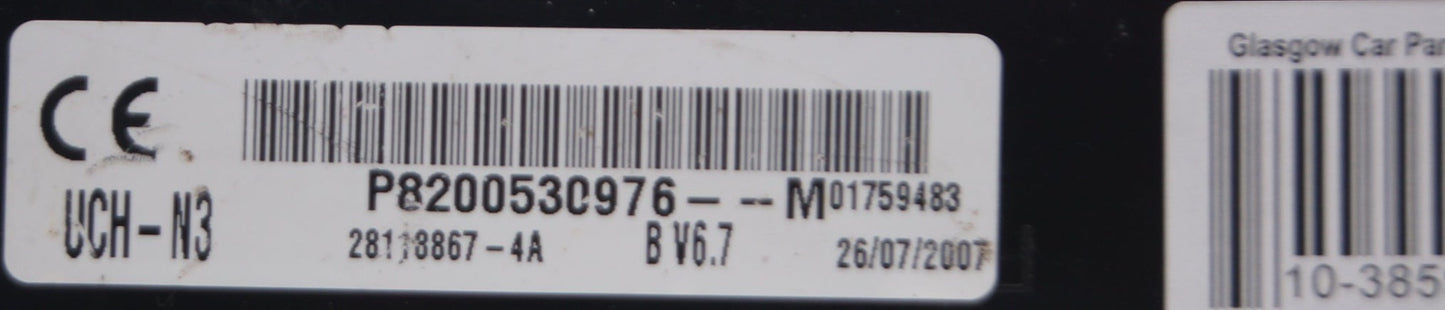 CE
P8200530976- --M01759483
UCH-N3
28118867-4A B V6.7 26/07/2007
Glasgow Car Par
10-385